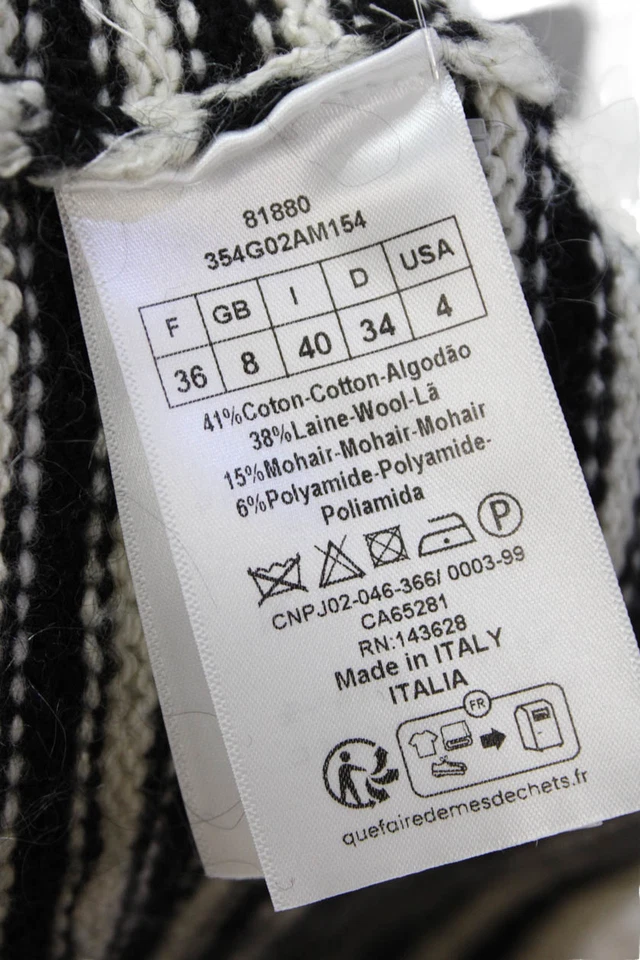 81880
354G02AM154
F GB I D USA
36 8 40 34 4
41%Coton-Cotton-Algodão
38%Laine-Wool-Lã
15%Mohair-Mohair-Mohair
6%Polyamide-Polyamide-
Poliamida
P
CNPJ02-046-366/ 0003-99
CA65281
RN:143628
Made in ITALY
ITALIA
FR
quefairedemesdechets.fr